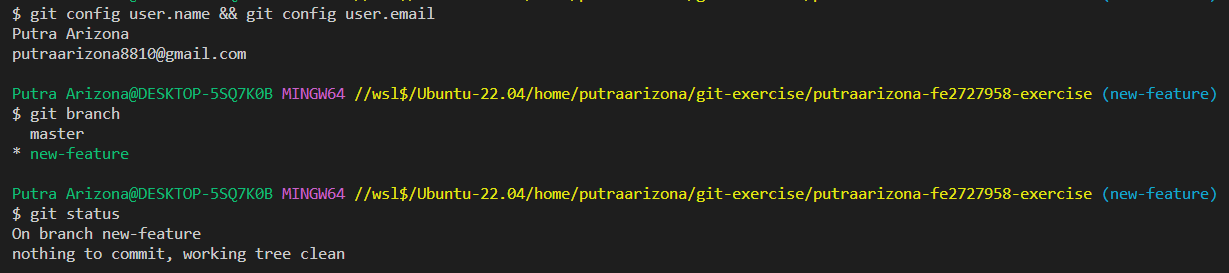 $ git config user.name && git config user.email
Putra Arizona
putraarizona8810@gmail.com
Putra Arizona@DESKTOP-5SQ7K0B MINGW64 //wsl$/Ubuntu-22.04/home/putraarizona/git-exercise/putraarizona-fe2727958-exercise (new-feature)
$ git branch
  master
* new-feature
Putra Arizona@DESKTOP-5SQ7K0B MINGW64 //wsl$/Ubuntu-22.04/home/putraarizona/git-exercise/putraarizona-fe2727958-exercise (new-feature)
$ git status
On branch new-feature
nothing to commit, working tree clean